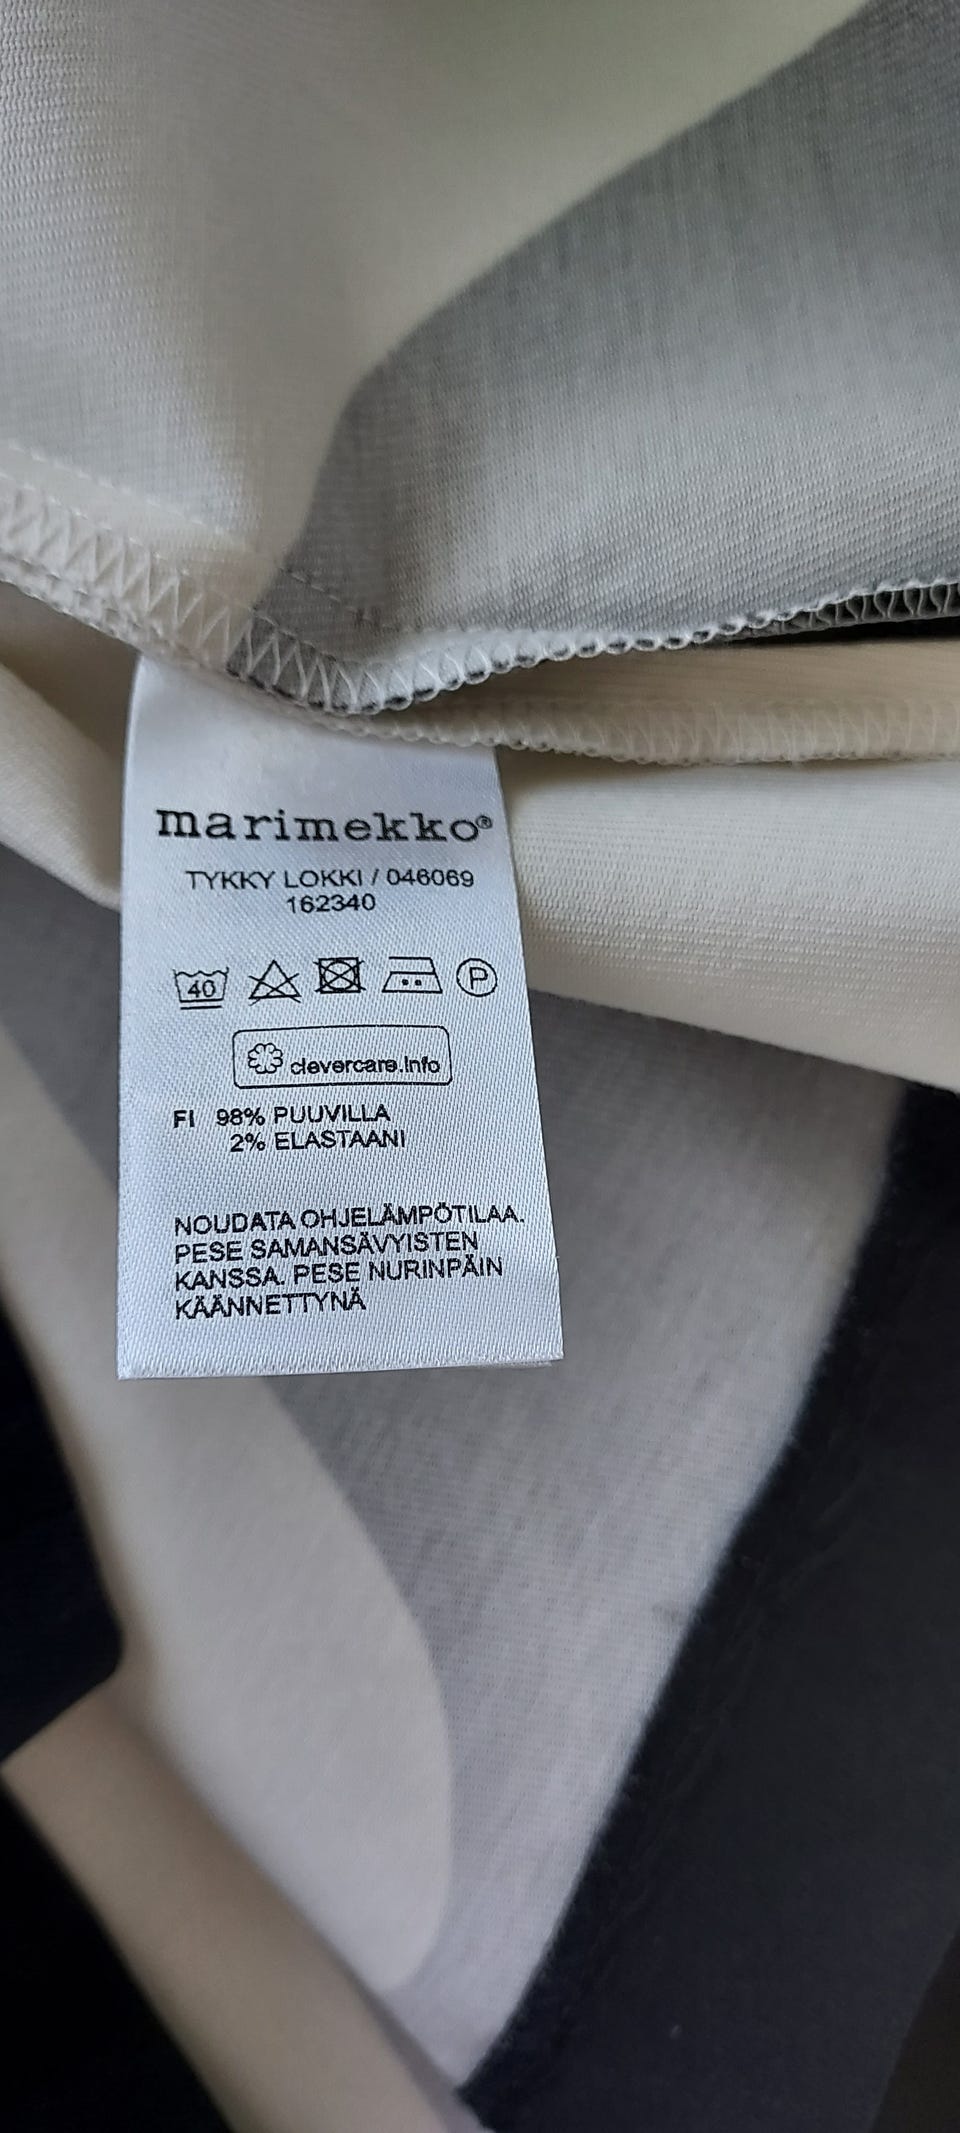 marimekko®
TYKKY LOKKI / 046069
162340
40 P
clevercare.info
FI 98% PUUVILLA
2% ELASTAANI
NOUDATA OHJELÄMPÖTILAA.
PESE SAMANSÄVYISTEN
KANSSA. PESE NURINPÄIN
KÄÄNNETTYNÄ